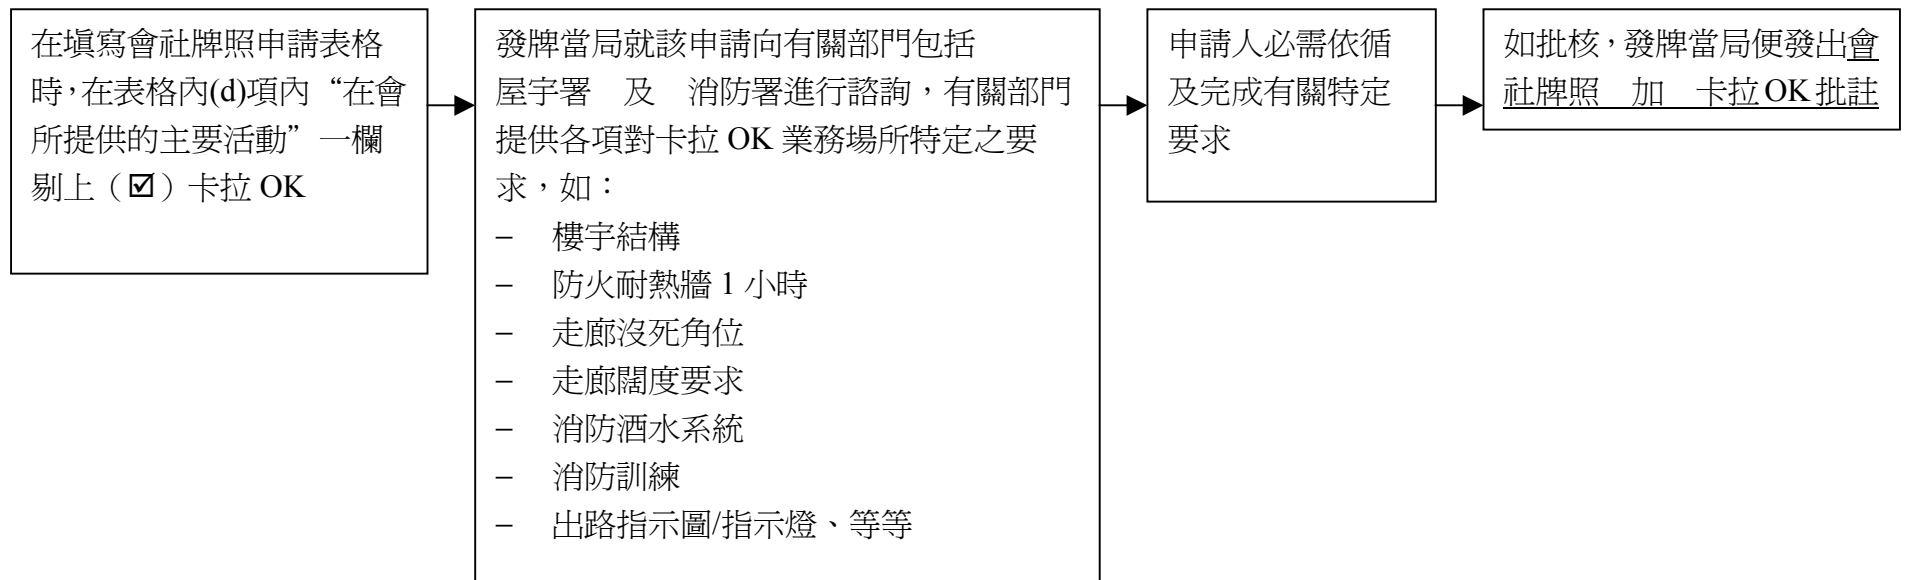 在填寫會社牌照申請表格
時，在表格內(d)項內“在會
所提供的主要活動”一欄
剔上（☑）卡拉 OK
發牌當局就該申請向有關部門包括
屋宇署　及　消防署進行諮詢，有關部門
提供各項對卡拉 OK 業務場所特定之要
求，如：
– 樓宇結構
– 防火耐熱牆 1 小時
– 走廊沒死角位
– 走廊闊度要求
– 消防酒水系統
– 消防訓練
– 出路指示圖/指示燈、等等
申請人必需依循
及完成有關特定
要求
如批核，發牌當局便發出會
社牌照　加　卡拉 OK 批註